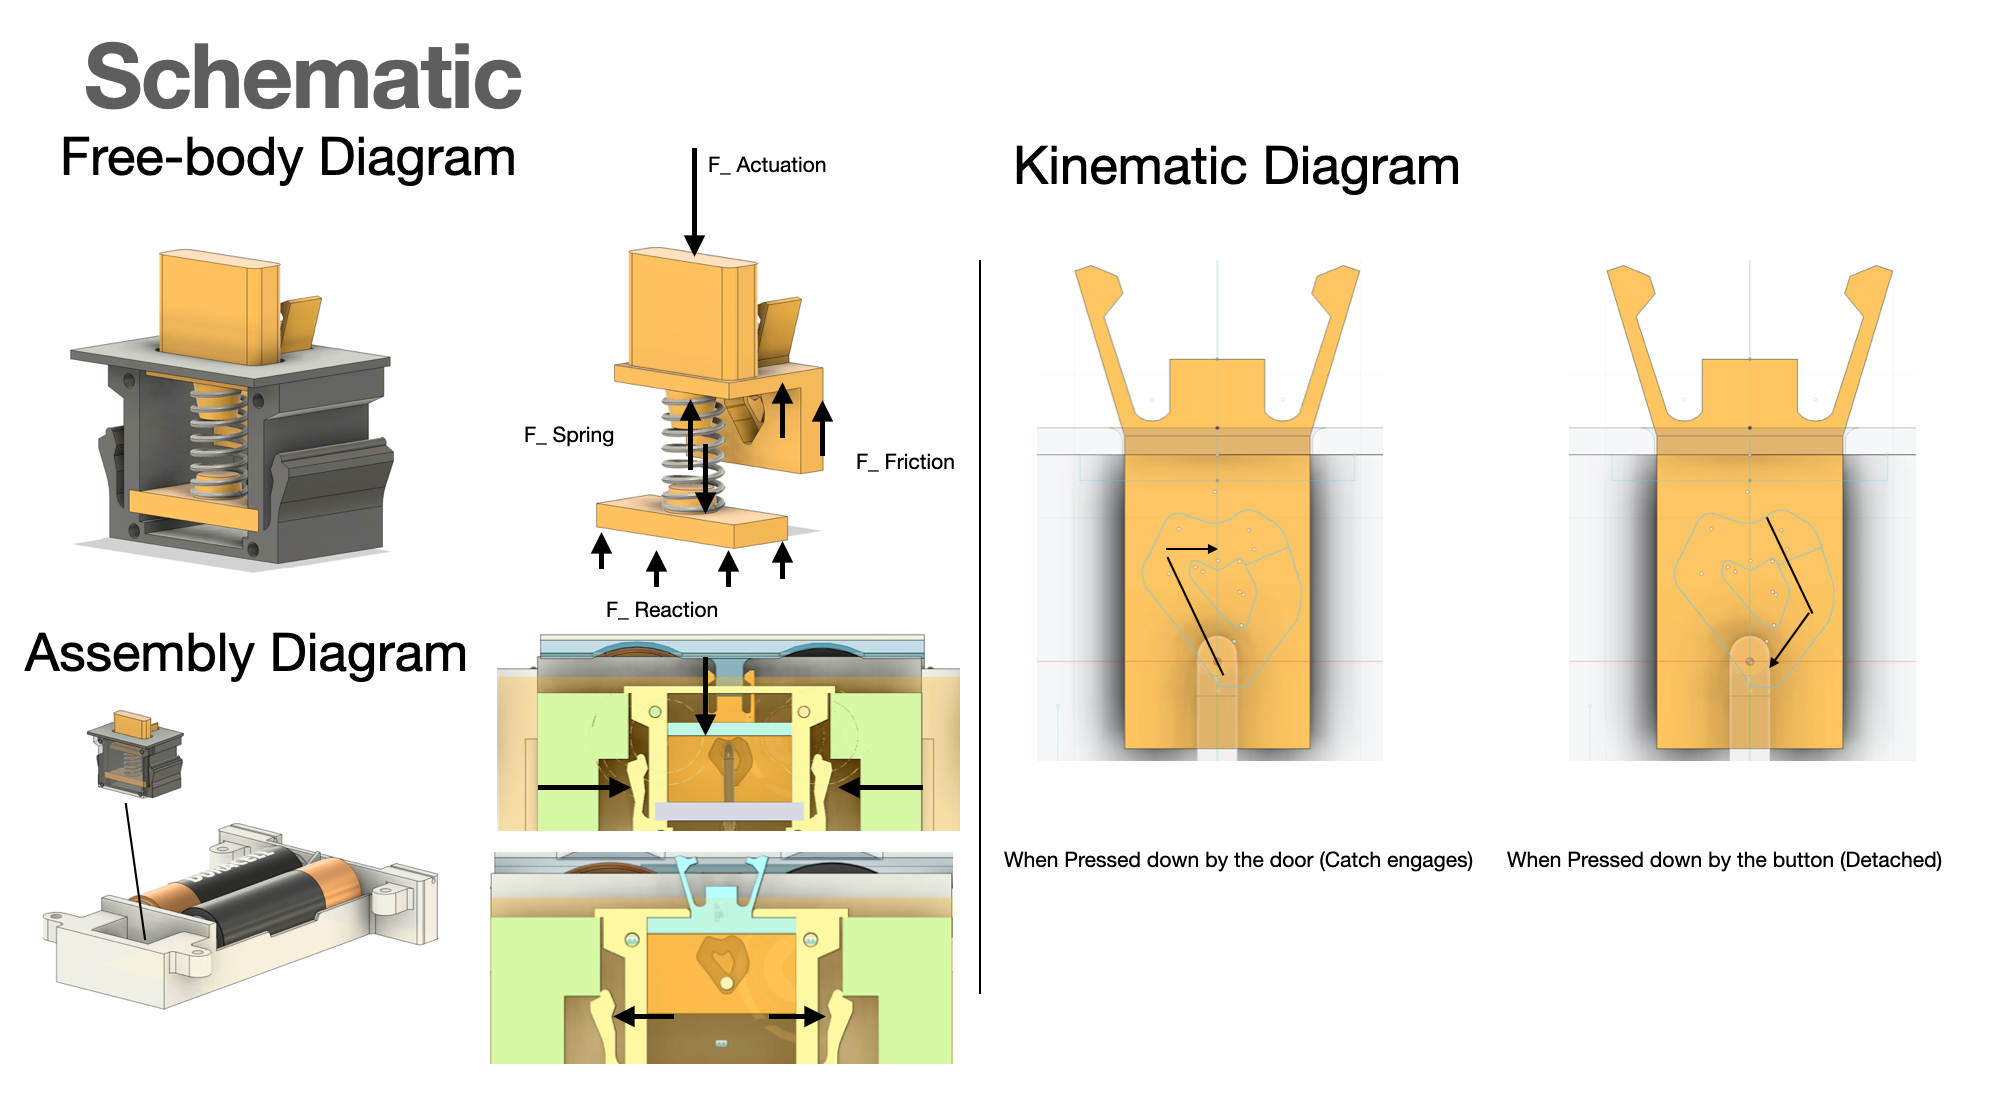 Schematic
Free-body Diagram
F_ Actuation
F_ Spring
F_ Friction
F_ Reaction
Assembly Diagram
DURACELL
Kinematic Diagram
When Pressed down by the door (Catch engages)
When Pressed down by the button (Detached)